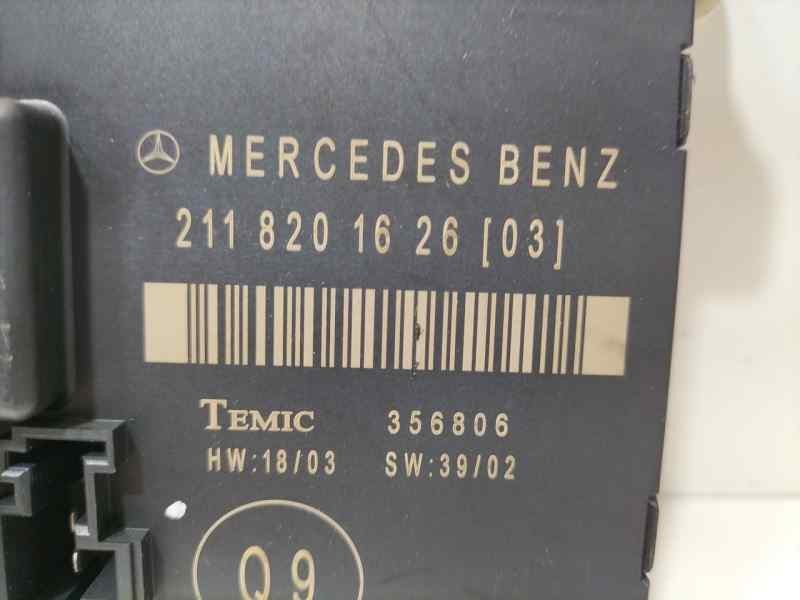 MERCEDES BENZ
211 820 16 26 [03]
TEMIC 356806
HW:18/03 SW:39/02
Q9